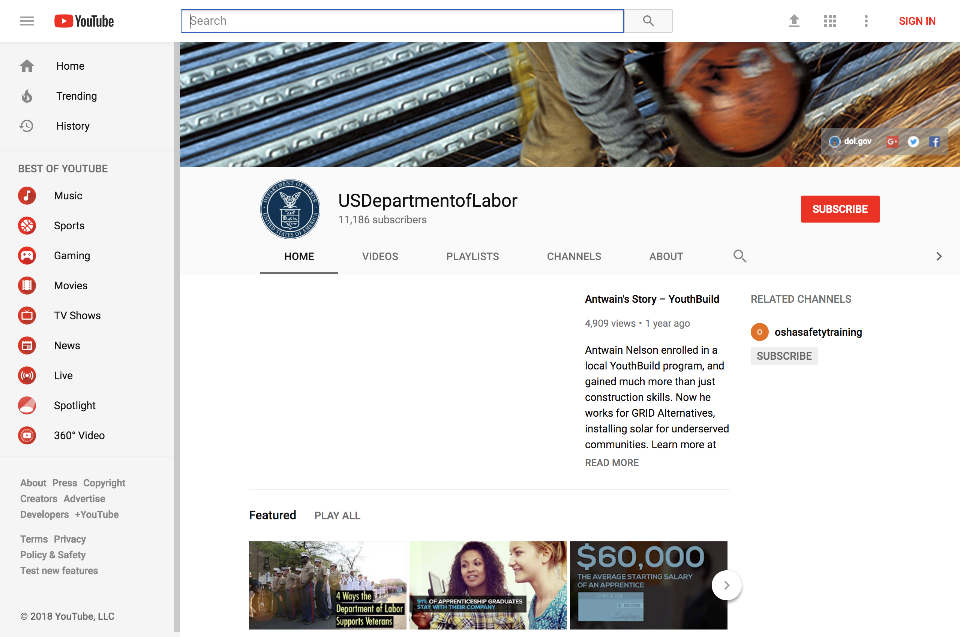 YouTube
Search
SIGN IN
Home
Trending
History
BEST OF YOUTUBE
Music
Sports
Gaming
Movies
TV Shows
News
Live
Spotlight
360° Video
About Press Copyright
Creators Advertise
Developers +YouTube
Terms Privacy
Policy & Safety
Test new features
© 2018 YouTube, LLC
dol.gov
G+
USDepartmentofLabor
11,186 subscribers
SUBSCRIBE
HOME VIDEOS PLAYLISTS CHANNELS ABOUT
Antwain's Story – YouthBuild
4,909 views • 1 year ago
Antwain Nelson enrolled in a
local YouthBuild program, and
gained much more than just
construction skills. Now he
works for GRID Alternatives,
installing solar for underserved
communities. Learn more at
READ MORE
RELATED CHANNELS
O
oshasafetytraining
SUBSCRIBE
Featured PLAY ALL
4 Ways the
Department of Labor
Supports Veterans
91% OF APPRENTICESHIP GRADUATES
STAY WITH THEIR COMPANY
$60,000
THE AVERAGE STARTING SALARY
OF AN APPRENTICE